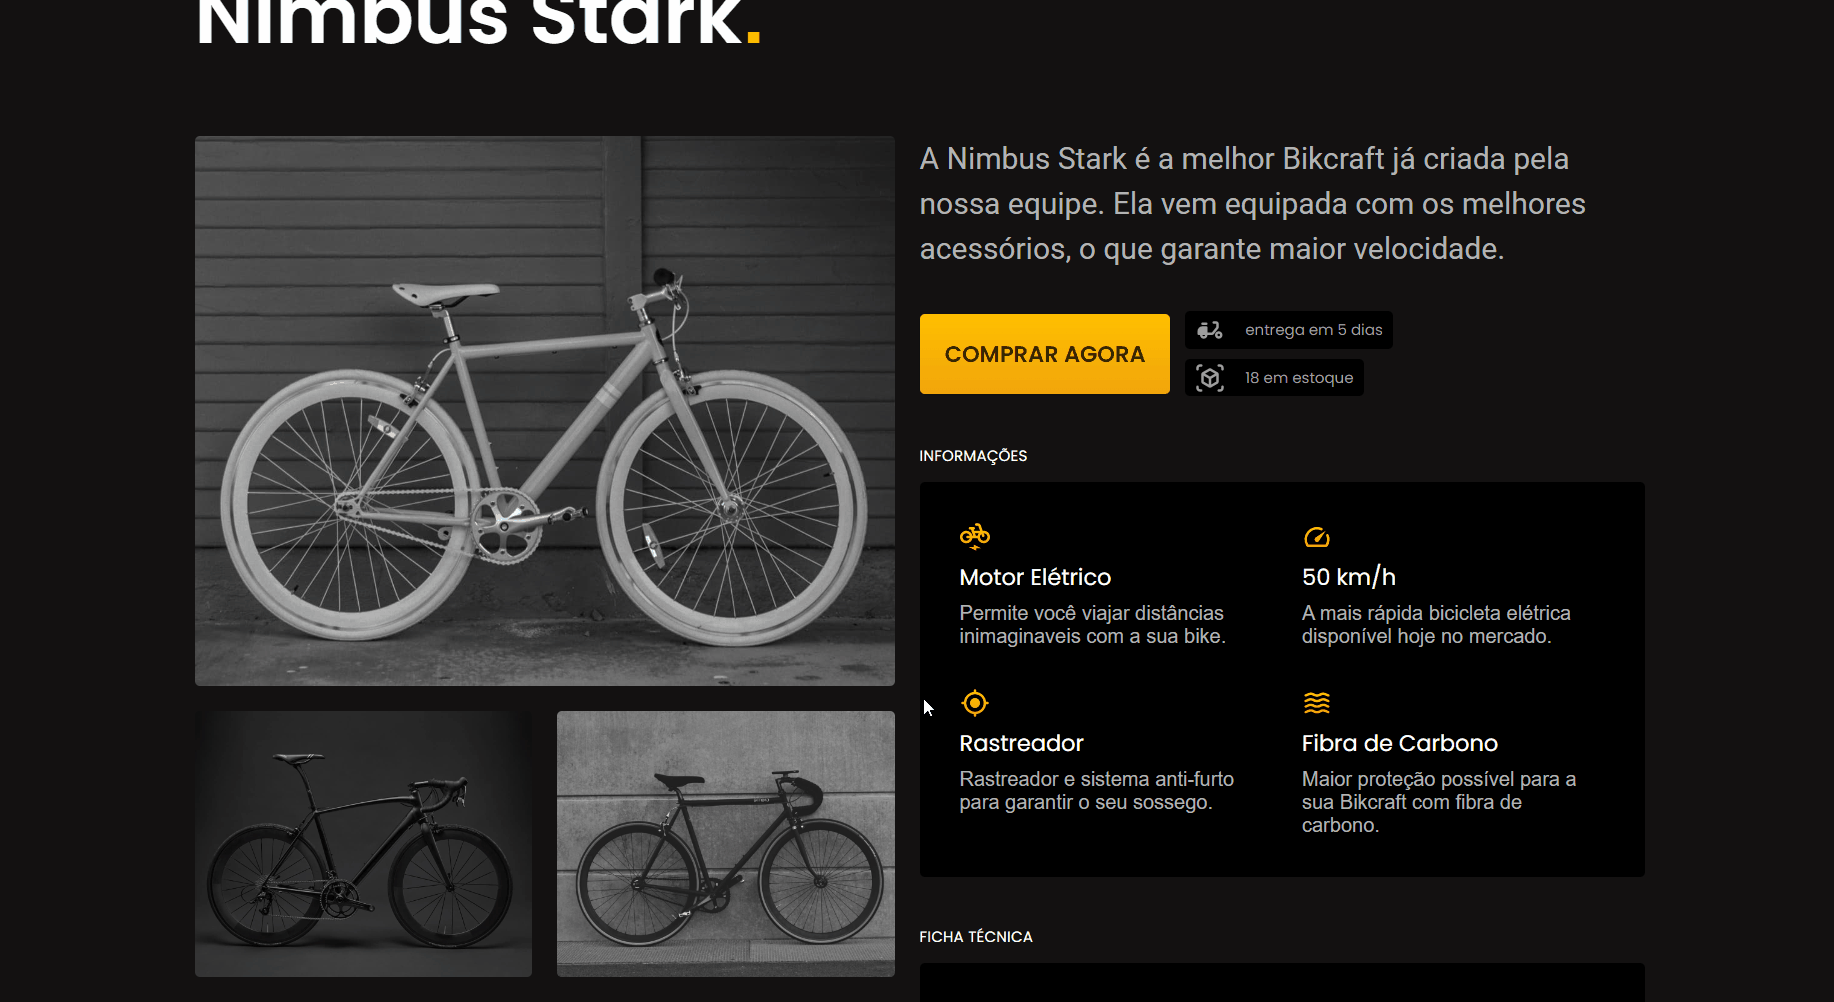 Nimbus Stark.
A Nimbus Stark é a melhor Bikcraft já criada pela
nossa equipe. Ela vem equipada com os melhores
acessórios, o que garante maior velocidade.
COMPRAR AGORA
entrega em 5 dias
18 em estoque
INFORMAÇÕES
Motor Elétrico
Permite você viajar distâncias
inimaginaveis com a sua bike.
50 km/h
A mais rápida bicicleta elétrica
disponível hoje no mercado.
Rastreador
Rastreador e sistema anti-furto
para garantir o seu sossego.
Fibra de Carbono
Maior proteção possível para a
sua Bikcraft com fibra de
carbono.
FICHA TÉCNICA